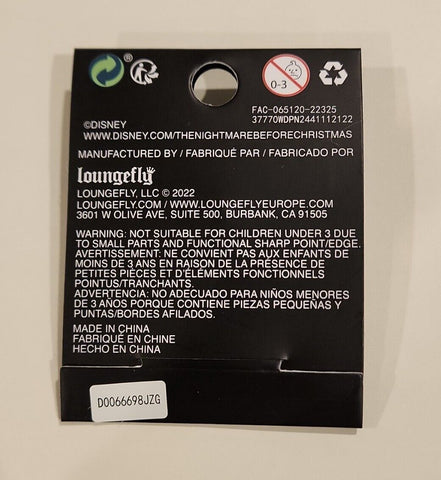 ®
0-3
FAC-065120-22325
37770WDPN2441112122
©DISNEY
WWW.DISNEY.COM/THENIGHTMAREBEFORECHRISTMAS
MANUFACTURED BY / FABRIQUÉ PAR / FABRICADO POR
loungefly
LOUNGEFLY, LLC © 2022
LOUNGEFLY.COM / WWW.LOUNGEFLYEUROPE.COM
3601 W OLIVE AVE, SUITE 500, BURBANK, CA 91505
WARNING: NOT SUITABLE FOR CHILDREN UNDER 3 DUE
TO SMALL PARTS AND FUNCTIONAL SHARP POINT/EDGE.
AVERTISSEMENT: NE CONVIENT PAS AUX ENFANTS DE
MOINS DE 3 ANS EN RAISON DE LA PRÉSENCE DE
PETITES PIÈCES ET D'ÉLÉMENTS FONCTIONNELS
POINTUS/TRANCHANTS.
ADVERTENCIA: NO ADECUADO PARA NIÑOS MENORES
DE 3 AÑOS PORQUE CONTIENE PIEZAS PEQUEÑAS Y
PUNTAS/BORDES AFILADOS.
MADE IN CHINA
FABRIQUÉ EN CHINE
HECHO EN CHINA
D0066698JZG